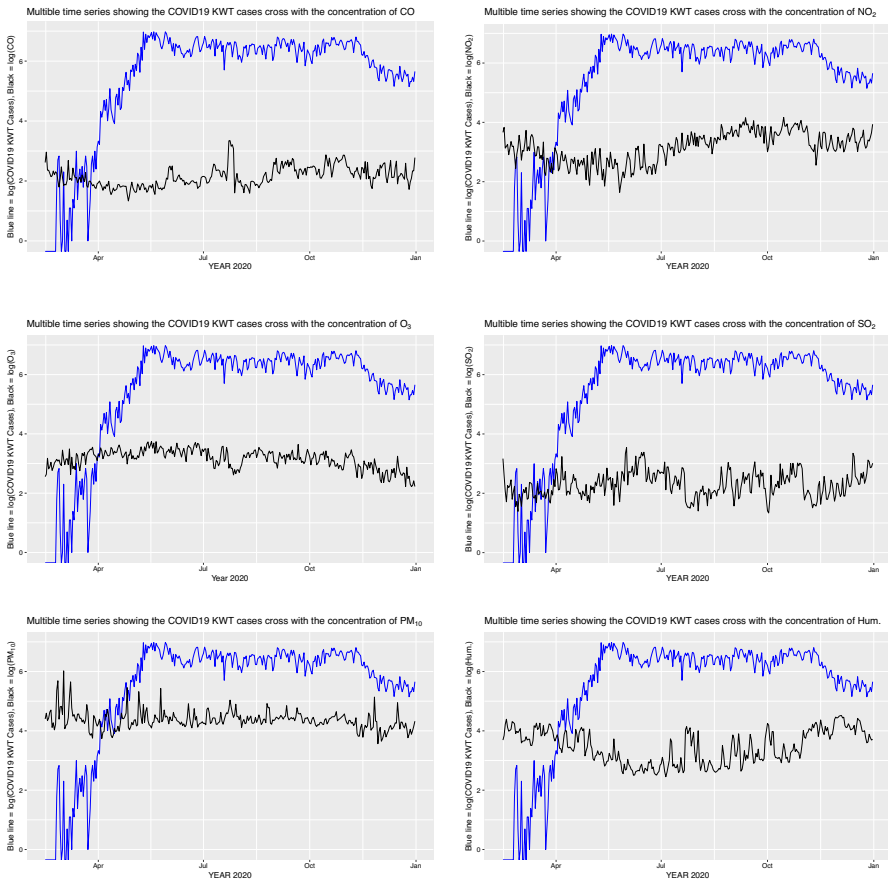 Multible time series showing the COVID19 KWT cases cross with the concentration of CO
Blue line = log(COVID19 KWT Cases), Black = log(CO)
6
4
2
0
Apr
Jul
Oct
Jan
YEAR 2020
Multible time series showing the COVID19 KWT cases cross with the concentration of NO₂
Blue line = log(COVID19 KWT Cases), Black = log(NO₂)
6
4
2
0
Apr
Jul
Oct
Jan
YEAR 2020
Multible time series showing the COVID19 KWT cases cross with the concentration of O₃
Blue line = log(COVID19 KWT Cases), Black = log(O₃)
6
4
2
0
Apr
Jul
Oct
Jan
Year 2020
Multible time series showing the COVID19 KWT cases cross with the concentration of SO₂
Blue line = log(COVID19 KWT Cases), Black = log(SO₂)
6
4
2
0
Apr
Jul
Oct
Jan
YEAR 2020
Multible time series showing the COVID19 KWT cases cross with the concentration of PM₁₀
Blue line = log(COVID19 KWT Cases), Black = log(PM₁₀)
6
4
2
0
Apr
Jul
Oct
Jan
YEAR 2020
Multible time series showing the COVID19 KWT cases cross with the concentration of Hum.
Blue line = log(COVID19 KWT Cases), Black = log(Hum.)
6
4
2
0
Apr
Jul
Oct
Jan
YEAR 2020